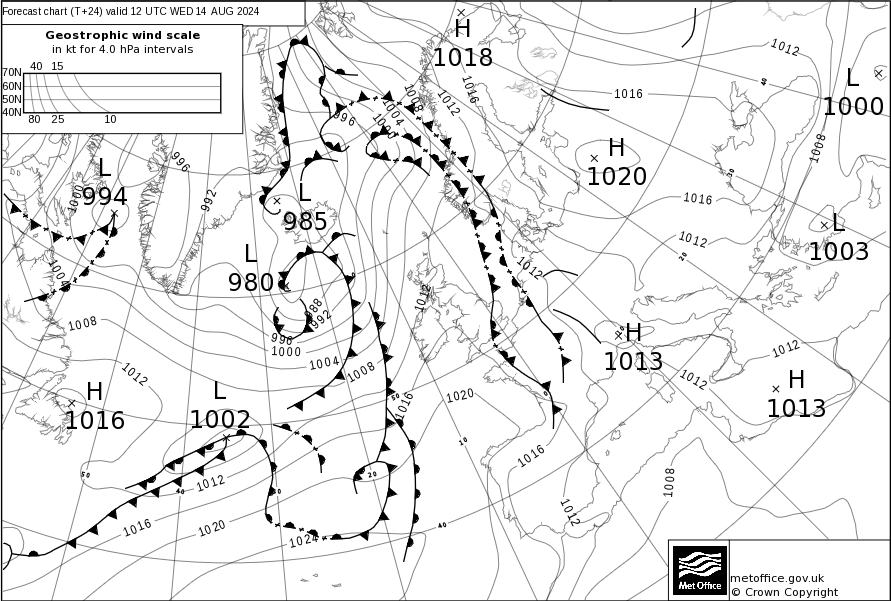 Forecast chart (T+24) valid 12 UTC WED 14 AUG 2024
Geostrophic wind scale
in kt for 4.0 hPa intervals
40 15
70N
60N
50N
40N
80 25 10
H
1018
1012
L
1000
1016
1016
1012
1008
1004
1000
996
1008
H
1020
996
L
994
1000
992
L
985
1016
L
1003
1012
L
980
1004
1012
1012
988
992
996
1000
1008
1004
1008
H
1013
1012
1012
H
1016
1012
L
1002
1016
1020
1012
H
1013
1016
1012
1008
1012
1016
1020
1024
50
40
30
20
50
10
40
0
40
30
20
10
metoffice.gov.uk
Met Office
© Crown Copyright